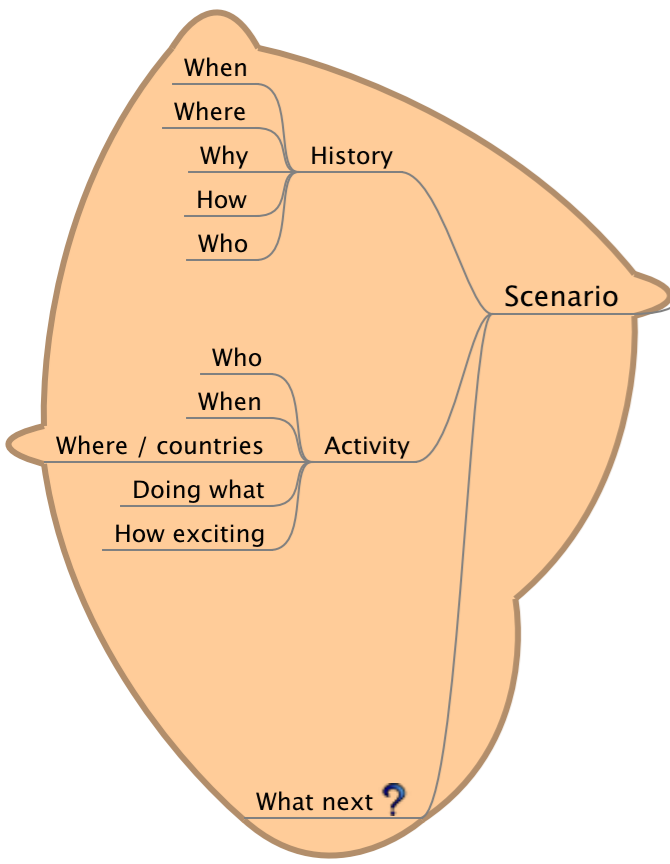 When
Where
Why
History
How
Who
Scenario
Who
When
Where / countries
Activity
Doing what
How exciting
What next ?